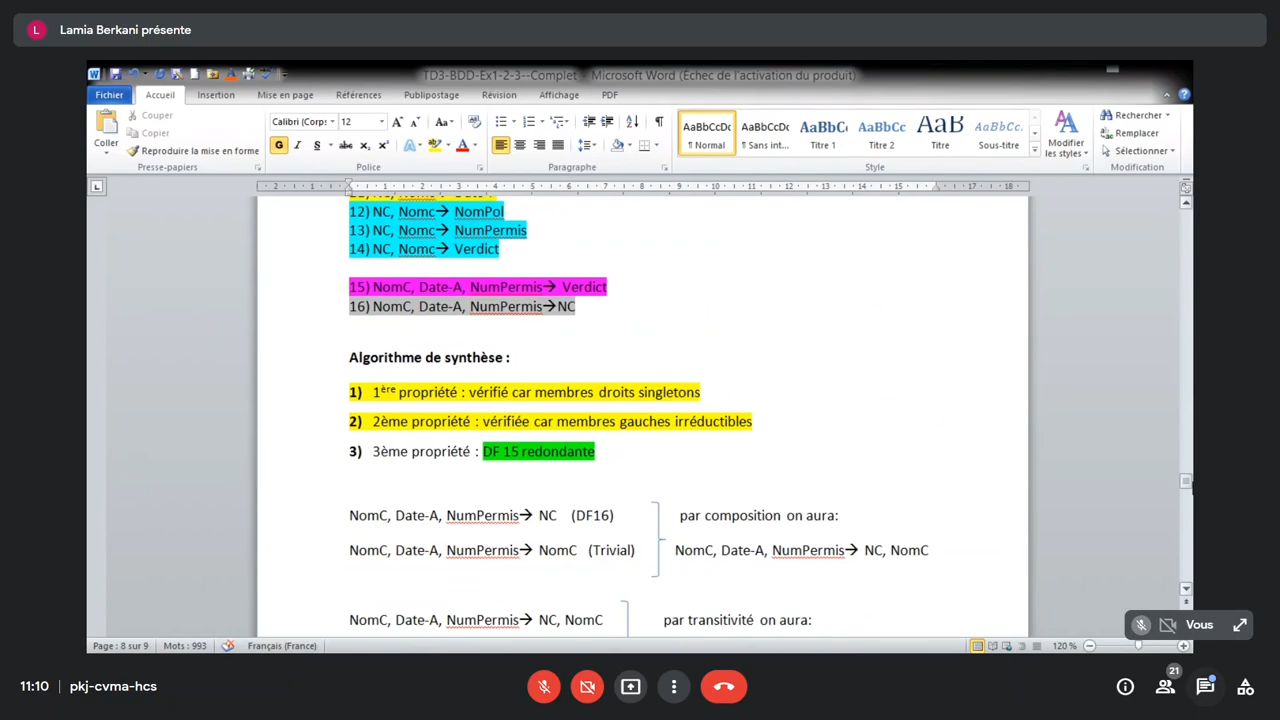 L Lamia Berkani présente
TD3-BDD-Ex1-2-3--Complet - Microsoft Word (Échec de l'activation du produit)
Fichier Accueil Insertion Mise en page Références Publipostage Révision Affichage PDF
Coller
Couper
Copier
Reproduire la mise en forme
Presse-papiers
Calibri (Corp: 12
Police
Paragraphe
AaBbCcDc AaBbCcDc AaBbC AaBbCc AaB AaBbCc.
¶ Normal ¶ Sans int... Titre 1 Titre 2 Titre Sous-titre
Style
Modifier les styles
Rechercher
Remplacer
Sélectionner
Modification
12) NC, Nomc→ NomPol
13) NC, Nomc→ NumPermis
14) NC, Nomc→ Verdict
15) NomC, Date-A, NumPermis→ Verdict
16) NomC, Date-A, NumPermis→NC
Algorithme de synthèse :
1) 1ère propriété : vérifié car membres droits singletons
2) 2ème propriété : vérifiée car membres gauches irréductibles
3) 3ème propriété : DF 15 redondante
NomC, Date-A, NumPermis→ NC (DF16) par composition on aura:
NomC, Date-A, NumPermis→ NomC (Trivial) NomC, Date-A, NumPermis→ NC, NomC
NomC, Date-A, NumPermis→ NC, NomC par transitivité on aura:
Vous
Page : 8 sur 9 Mots : 993 Français (France) 120 %
11:10 | pkj-cvma-hcs
21